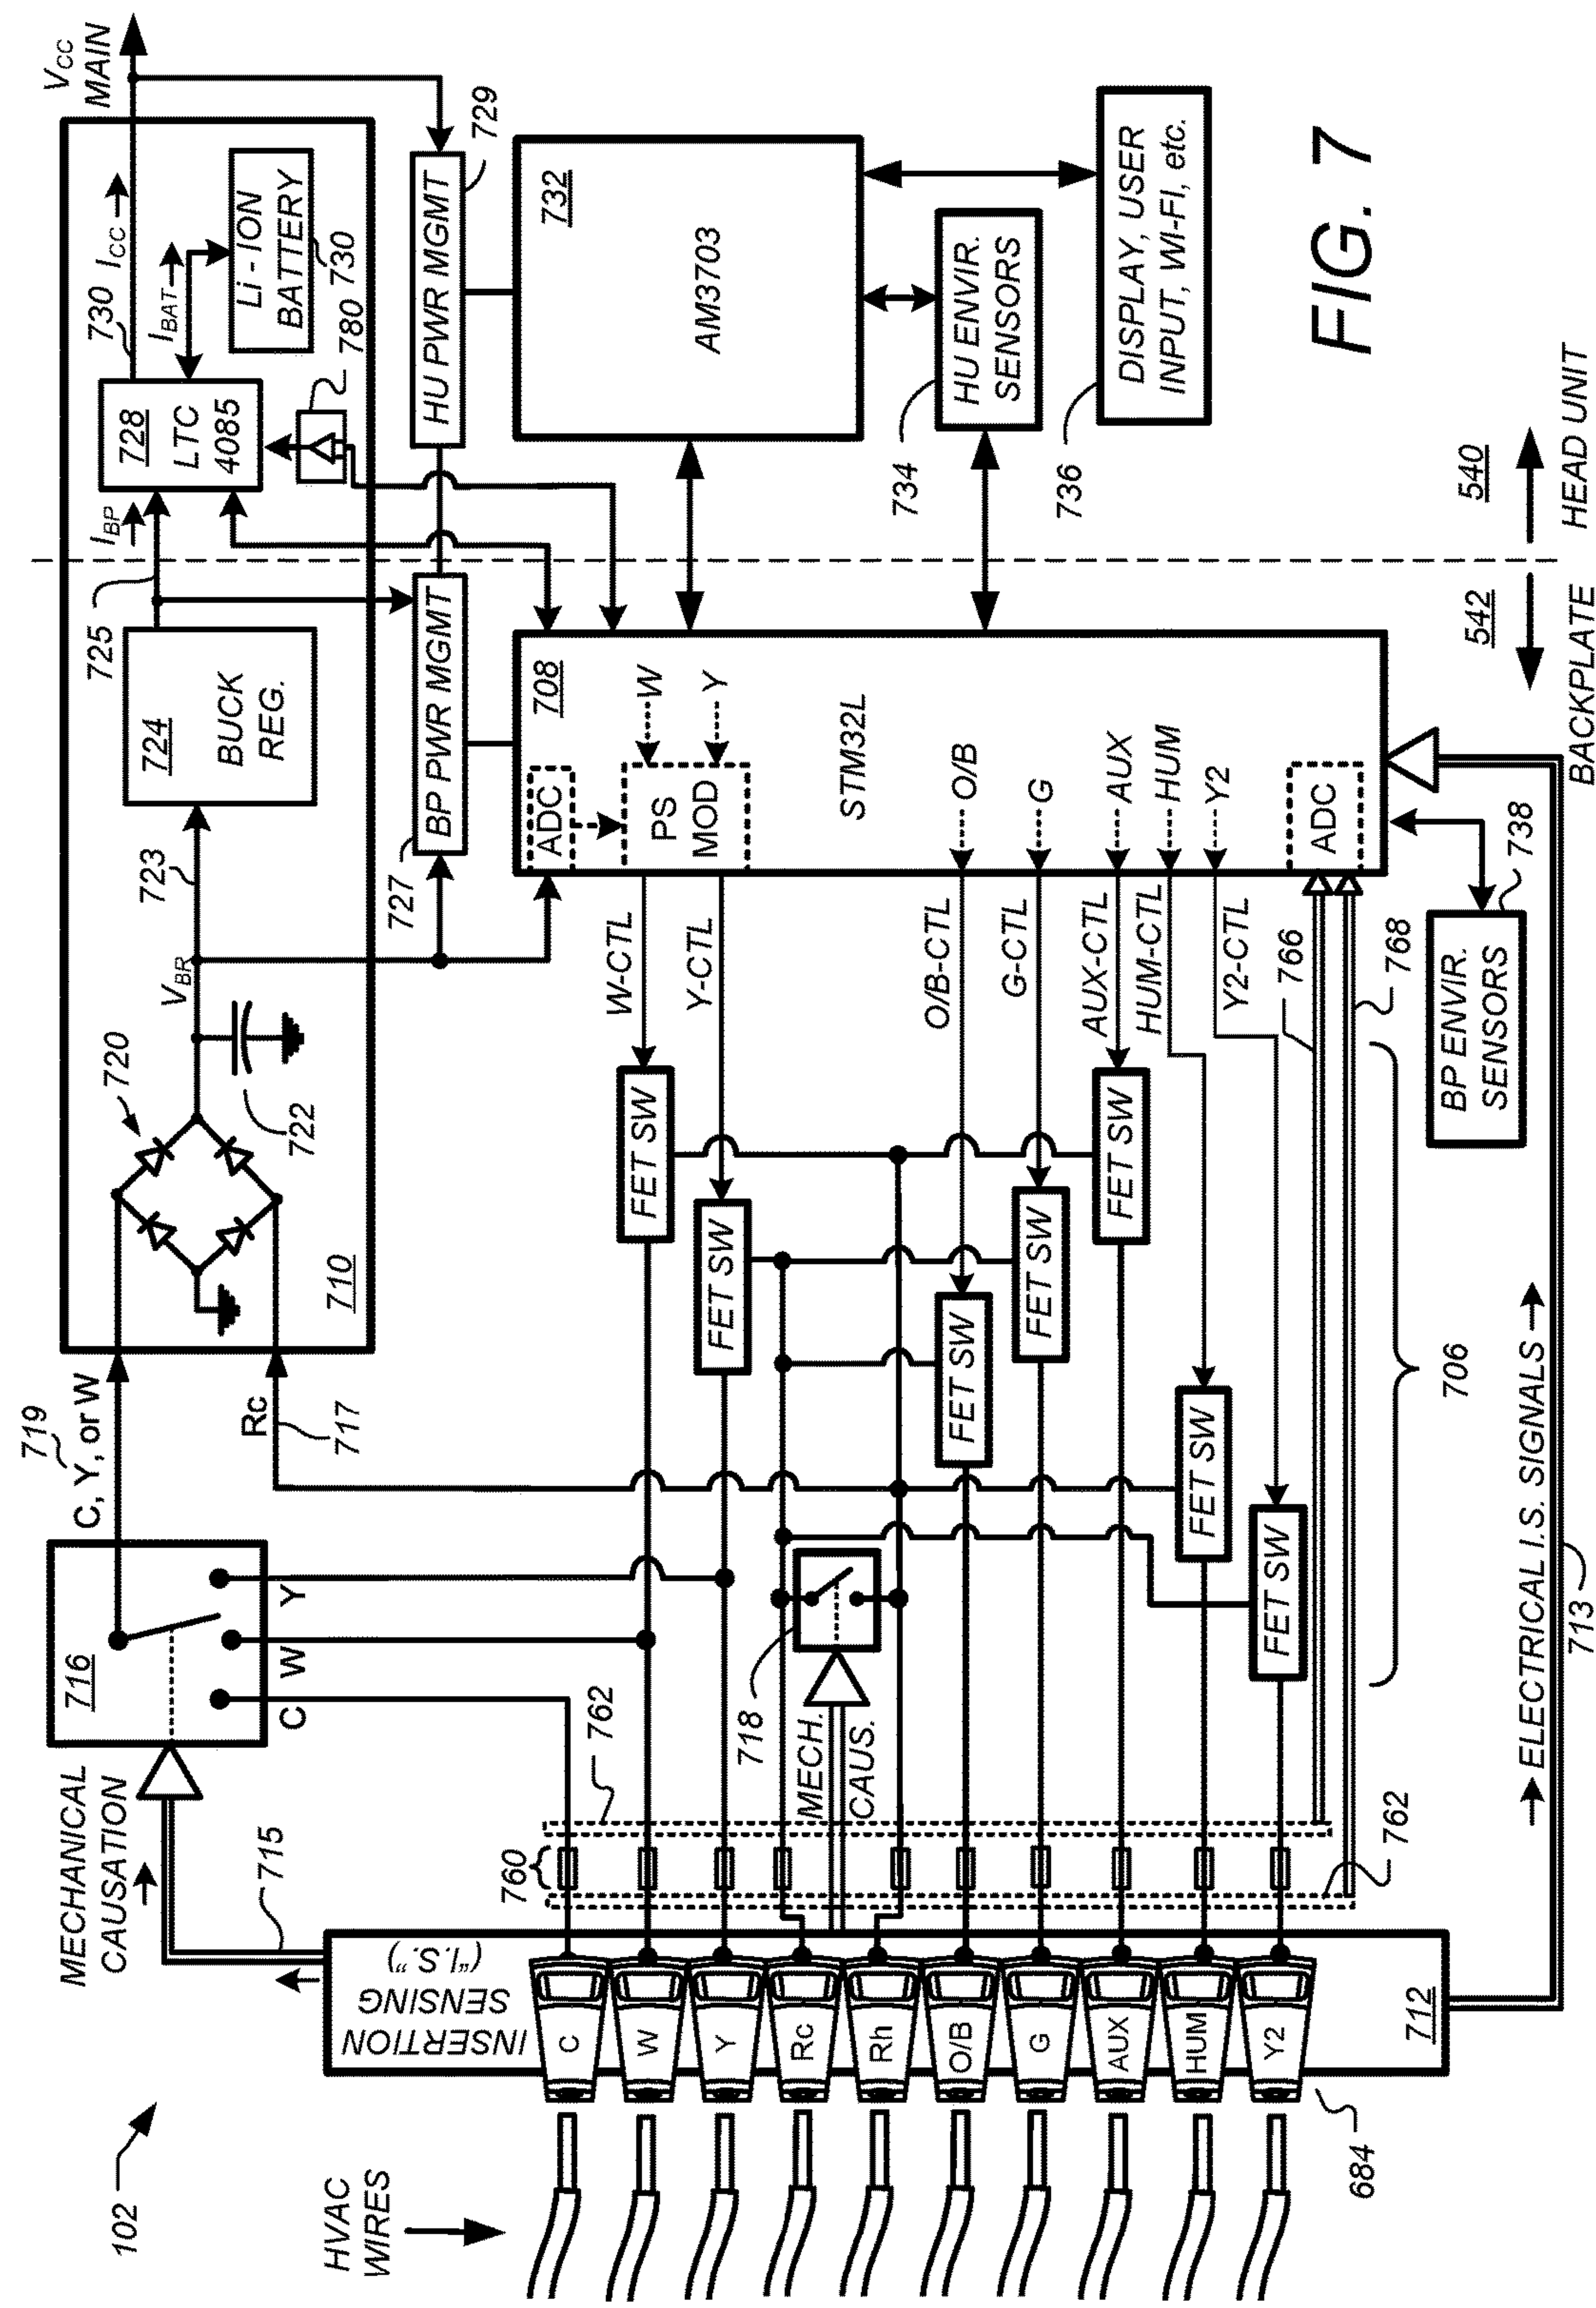 102
HVAC
WIRES
MECHANICAL
CAUSATION
715
INSERTION
SENSING
("I.S.")
C
W
Y
Rc
Rh
O/B
G
AUX
HUM
Y2
684
712
716
C
W
Y
719
C, Y, or W
Rc
717
762
760
762
718
MECH.
CAUS.
710
720
722
V_BR
723
724
BUCK
REG.
725
I_BP
728
LTC
4085
730
I_CC
I_BAT
Li - ION
BATTERY
730
780
V_CC
MAIN
727
BP PWR MGMT
HU PWR MGMT
729
FET SW
FET SW
FET SW
FET SW
FET SW
FET SW
FET SW
W-CTL
Y-CTL
O/B-CTL
G-CTL
AUX-CTL
HUM-CTL
Y2-CTL
766
768
706
708
ADC
PS
MOD
W
Y
STM32L
O/B
G
AUX
HUM
Y2
ADC
732
AM3703
734
HU ENVIR.
SENSORS
736
DISPLAY, USER
INPUT, WI-FI, etc.
738
BP ENVIR.
SENSORS
ELECTRICAL I.S. SIGNALS
713
542
BACKPLATE
540
HEAD UNIT
FIG. 7